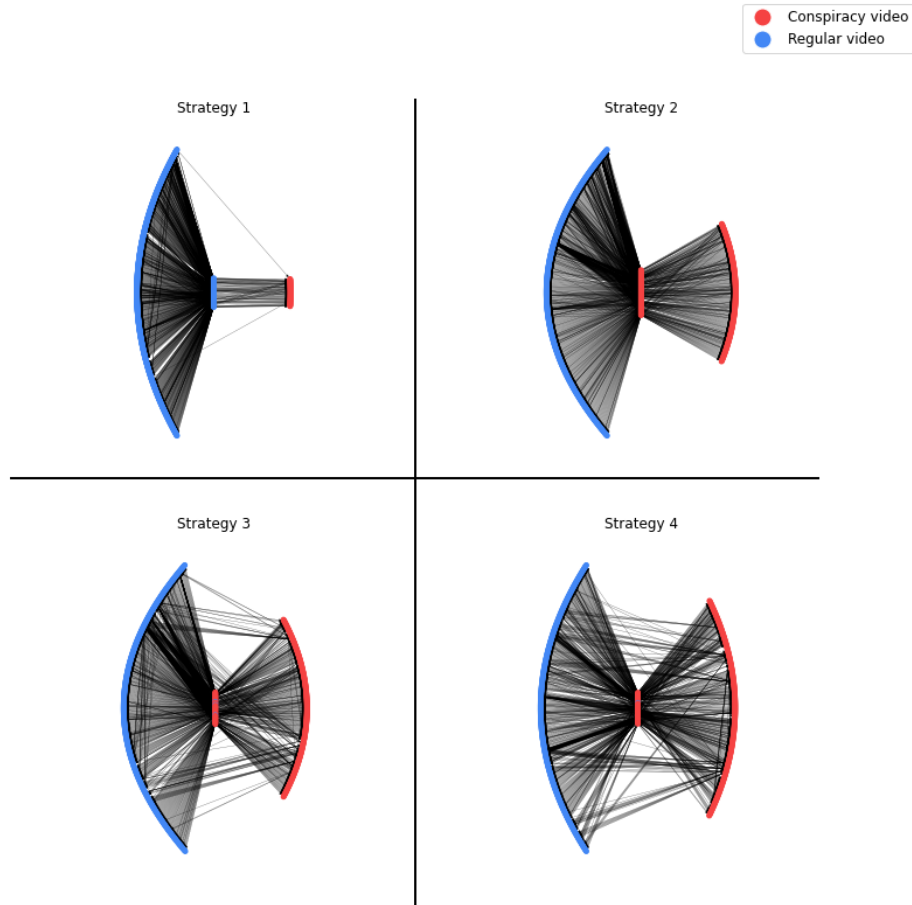 Conspiracy video
Regular video
Strategy 1
Strategy 2
Strategy 3
Strategy 4